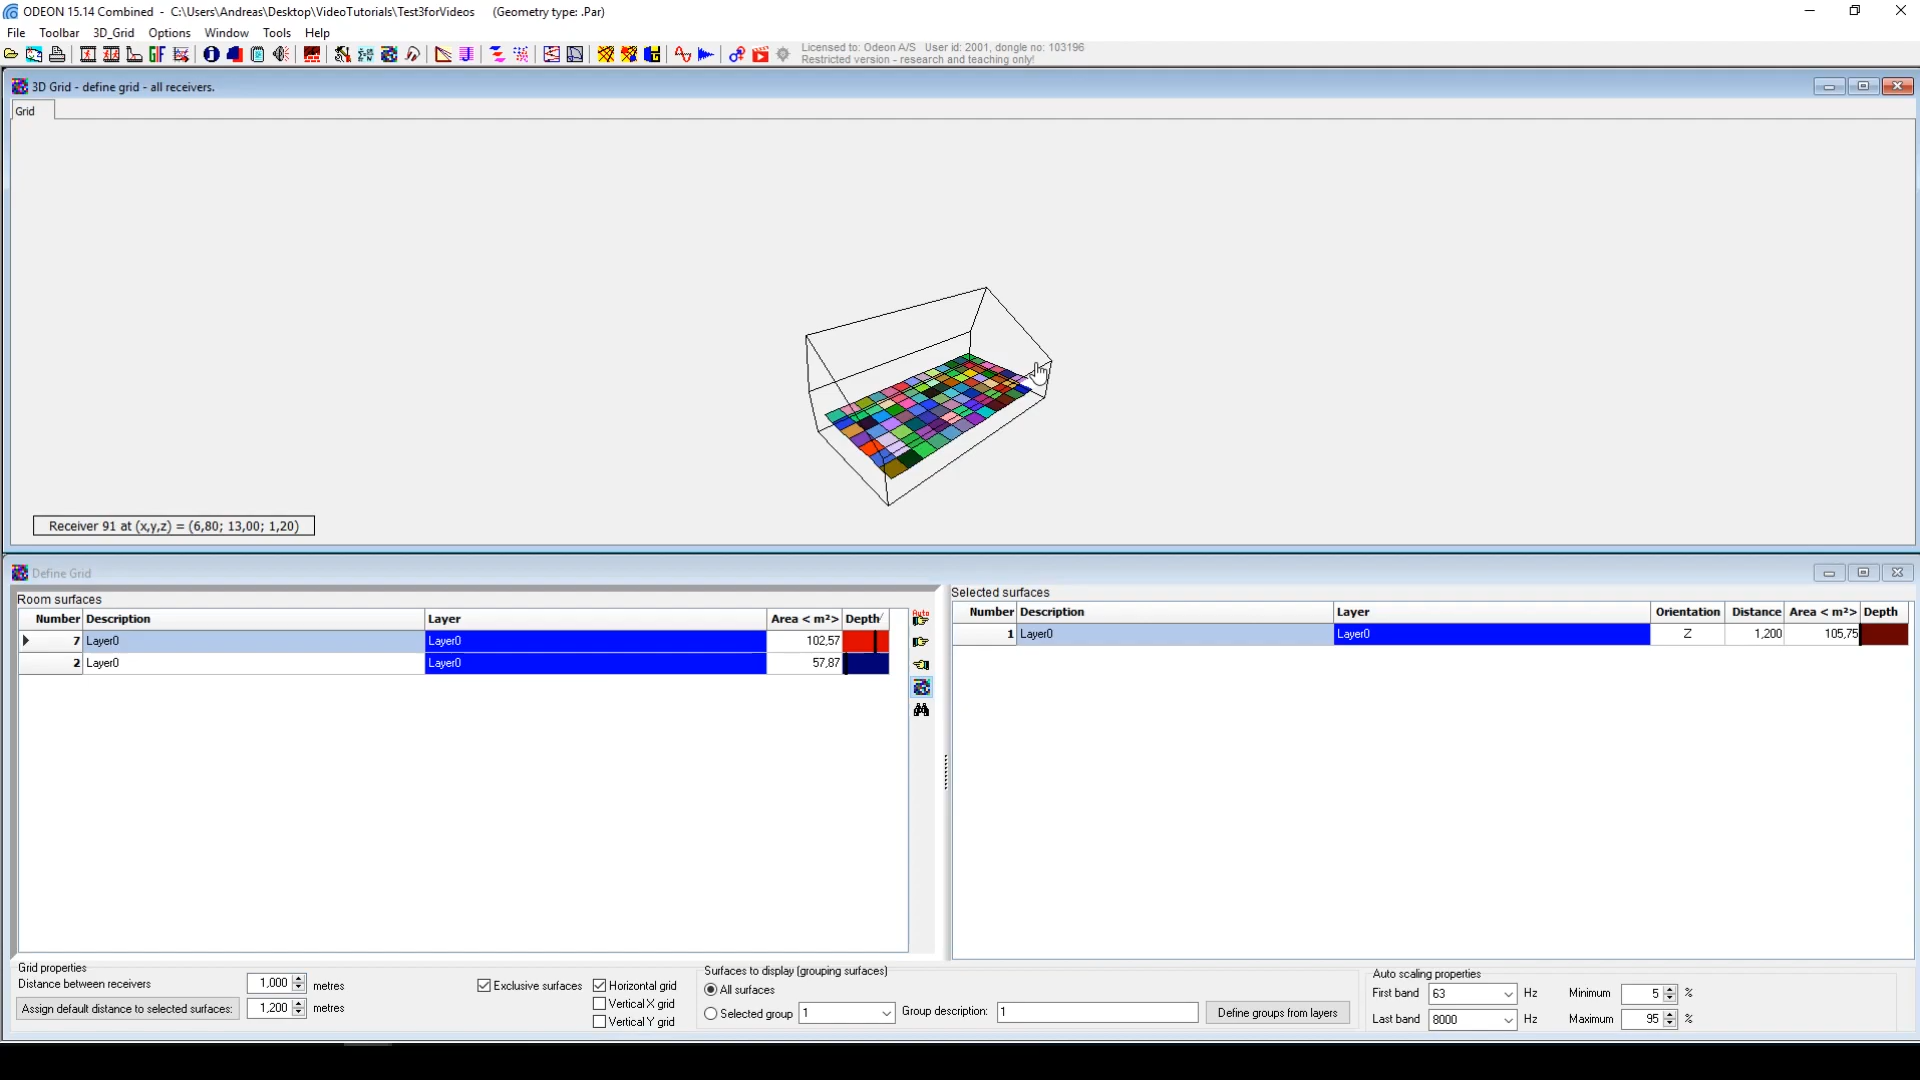 ODEON 15.14 Combined - C:\Users\Andreas\Desktop\VideoTutorials\Test3forVideos (Geometry type: .Par)
File Toolbar 3D_Grid Options Window Tools Help
GIF
Licensed to: Odeon A/S User id: 2001, dongle no: 103196
Restricted version - research and teaching only!
3D Grid - define grid - all receivers.
Grid
Receiver 91 at (x,y,z) = (6,80; 13,00; 1,20)
Define Grid
Room surfaces
Number Description Layer Area < m²> Depth
7 Layer0 Layer0 102,57
2 Layer0 Layer0 57,87
Auto
Selected surfaces
Number Description Layer Orientation Distance Area < m²> Depth
1 Layer0 Layer0 Z 1,200 105,75
Grid properties
Distance between receivers 1,000 metres
Assign default distance to selected surfaces: 1,200 metres
Exclusive surfaces
Horizontal grid
Vertical X grid
Vertical Y grid
Surfaces to display (grouping surfaces)
All surfaces
Selected group 1 Group description: 1 Define groups from layers
Auto scaling properties
First band 63 Hz Minimum 5 %
Last band 8000 Hz Maximum 95 %